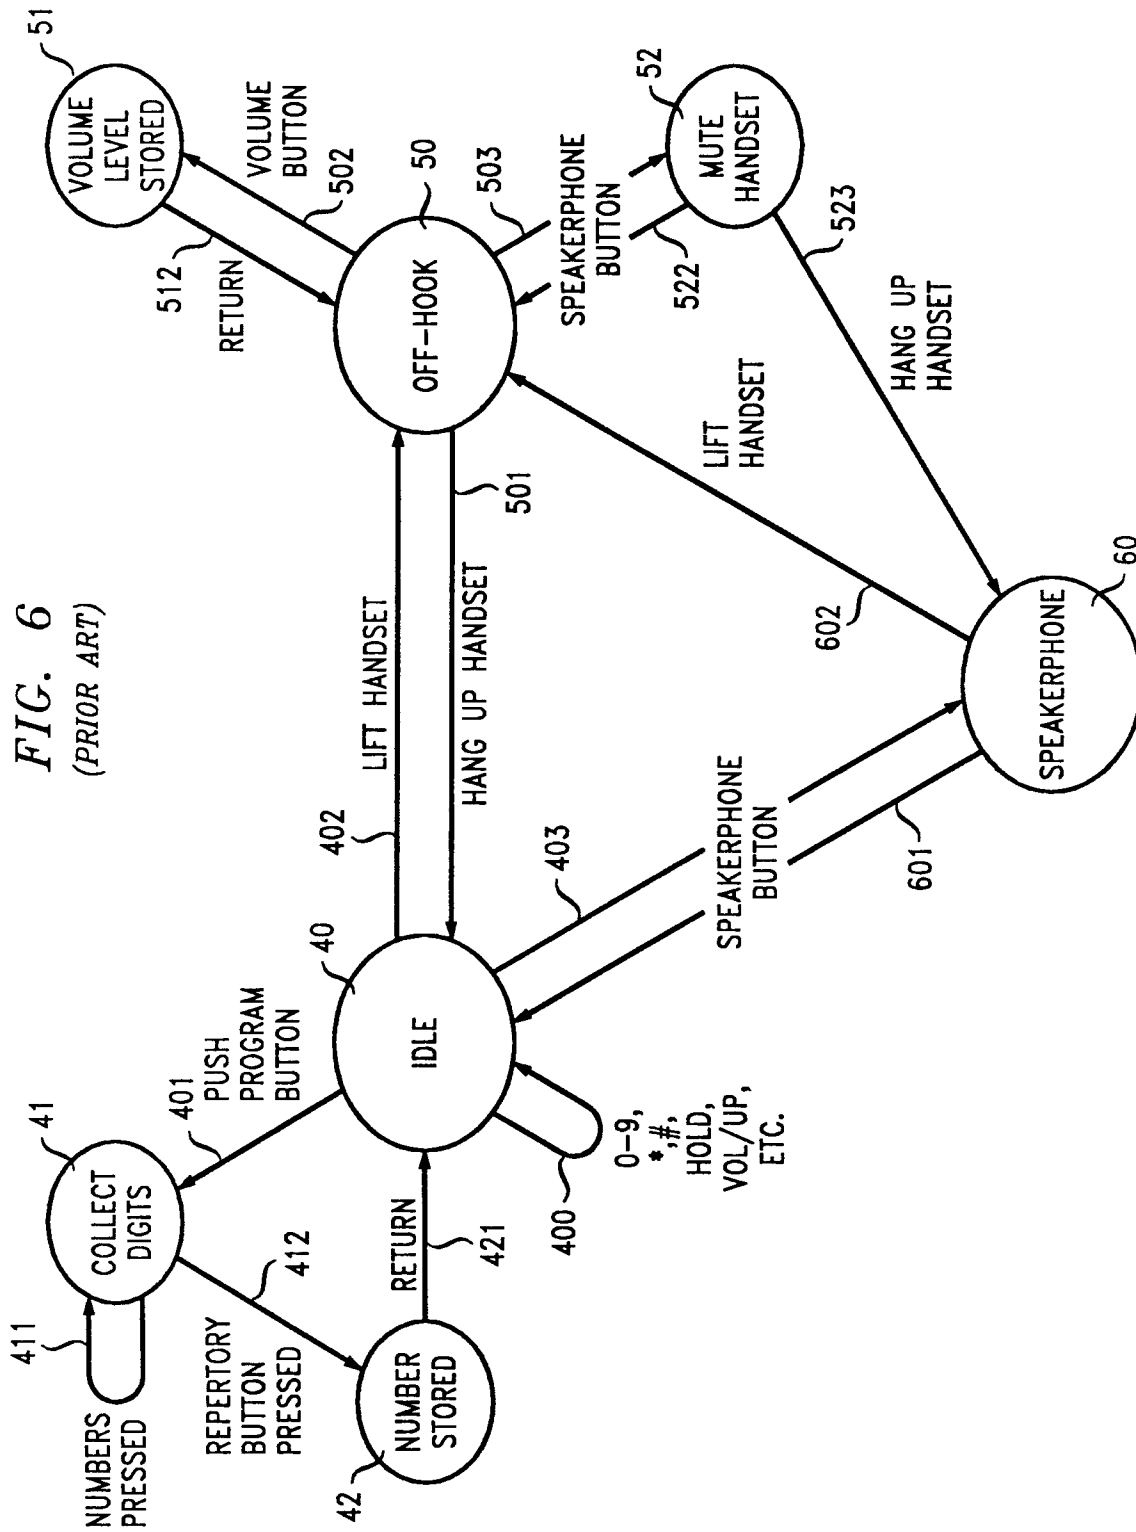 FIG. 6
(PRIOR ART)
NUMBERS
PRESSED
411
41
COLLECT
DIGITS
401
PUSH
PROGRAM
BUTTON
REPERTORY
BUTTON
PRESSED
412
42
NUMBER
STORED
RETURN
421
40
IDLE
400
0-9,
*,#,
HOLD,
VOL/UP,
ETC.
402
LIFT HANDSET
HANG UP HANDSET
501
51
VOLUME
LEVEL
STORED
512
RETURN
VOLUME
BUTTON
502
50
OFF-HOOK
503
SPEAKERPHONE
BUTTON
522
52
MUTE
HANDSET
523
HANG UP
HANDSET
LIFT
HANDSET
602
403
SPEAKERPHONE
BUTTON
601
SPEAKERPHONE
60